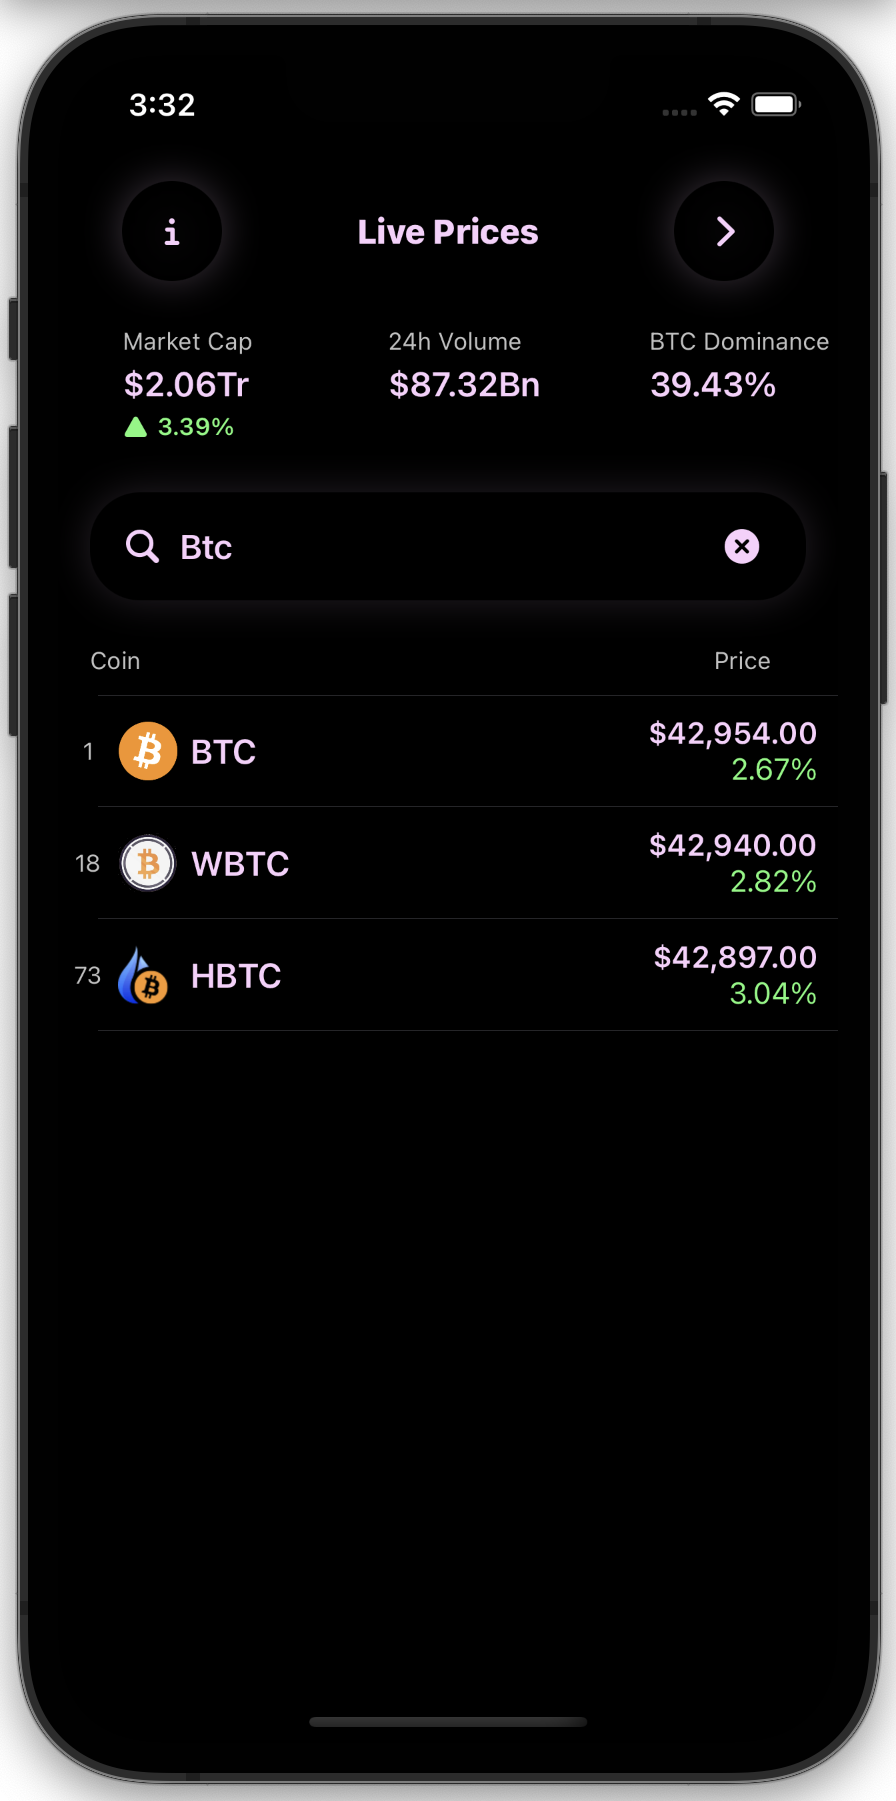 3:32
i
Live Prices
Market Cap 24h Volume BTC Dominance
$2.06Tr $87.32Bn 39.43%
3.39%
Btc
Coin Price
1 BTC $42,954.00
2.67%
18 WBTC $42,940.00
2.82%
73 HBTC $42,897.00
3.04%